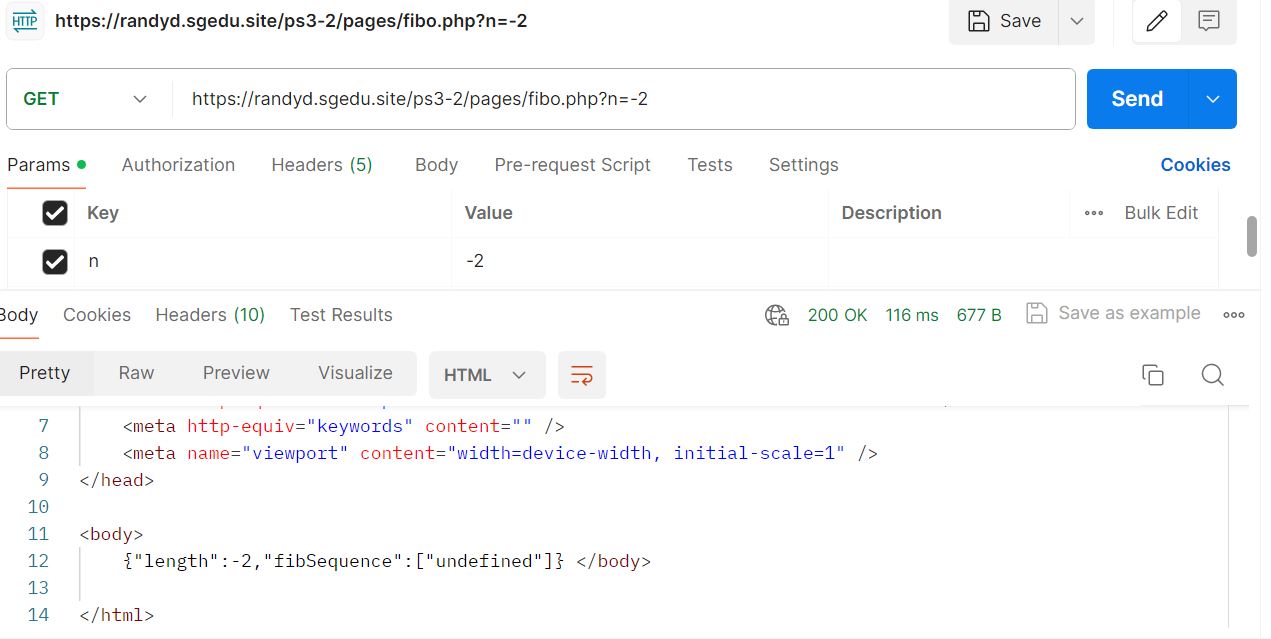 HTTP https://randyd.sgedu.site/ps3-2/pages/fibo.php?n=-2 Save
GET https://randyd.sgedu.site/ps3-2/pages/fibo.php?n=-2 Send
Params Authorization Headers (5) Body Pre-request Script Tests Settings Cookies
Key Value Description Bulk Edit
n -2
Body Cookies Headers (10) Test Results 200 OK 116 ms 677 B Save as example
Pretty Raw Preview Visualize HTML
7 <meta http-equiv="keywords" content="" />
8 <meta name="viewport" content="width=device-width, initial-scale=1" />
9 </head>
10
11 <body>
12 {"length":-2,"fibSequence":["undefined"]} </body>
13
14 </html>